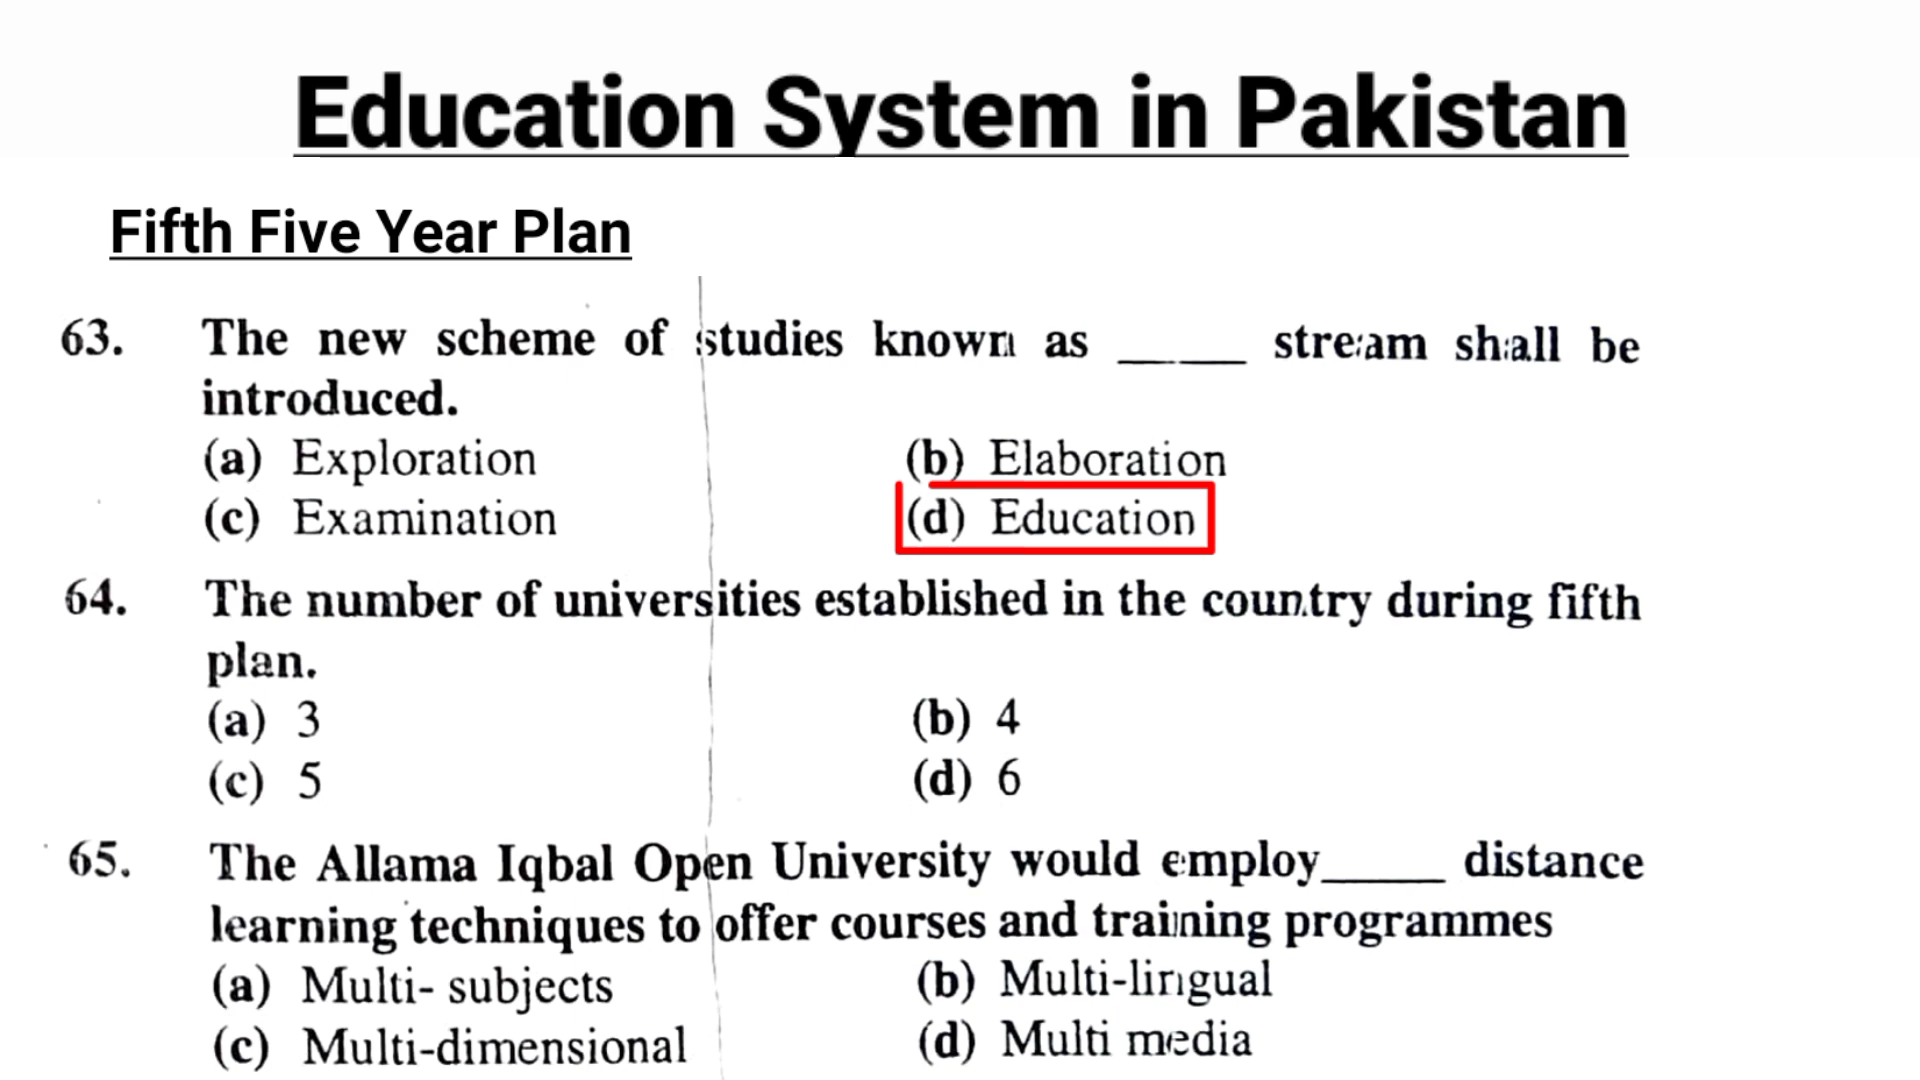 Education System in Pakistan
Fifth Five Year Plan
63. The new scheme of studies known as _____ stream shall be
introduced.
(a) Exploration (b) Elaboration
(c) Examination (d) Education
64. The number of universities established in the country during fifth
plan.
(a) 3 (b) 4
(c) 5 (d) 6
65. The Allama Iqbal Open University would employ_____ distance
learning techniques to offer courses and training programmes
(a) Multi- subjects (b) Multi-lingual
(c) Multi-dimensional (d) Multi media